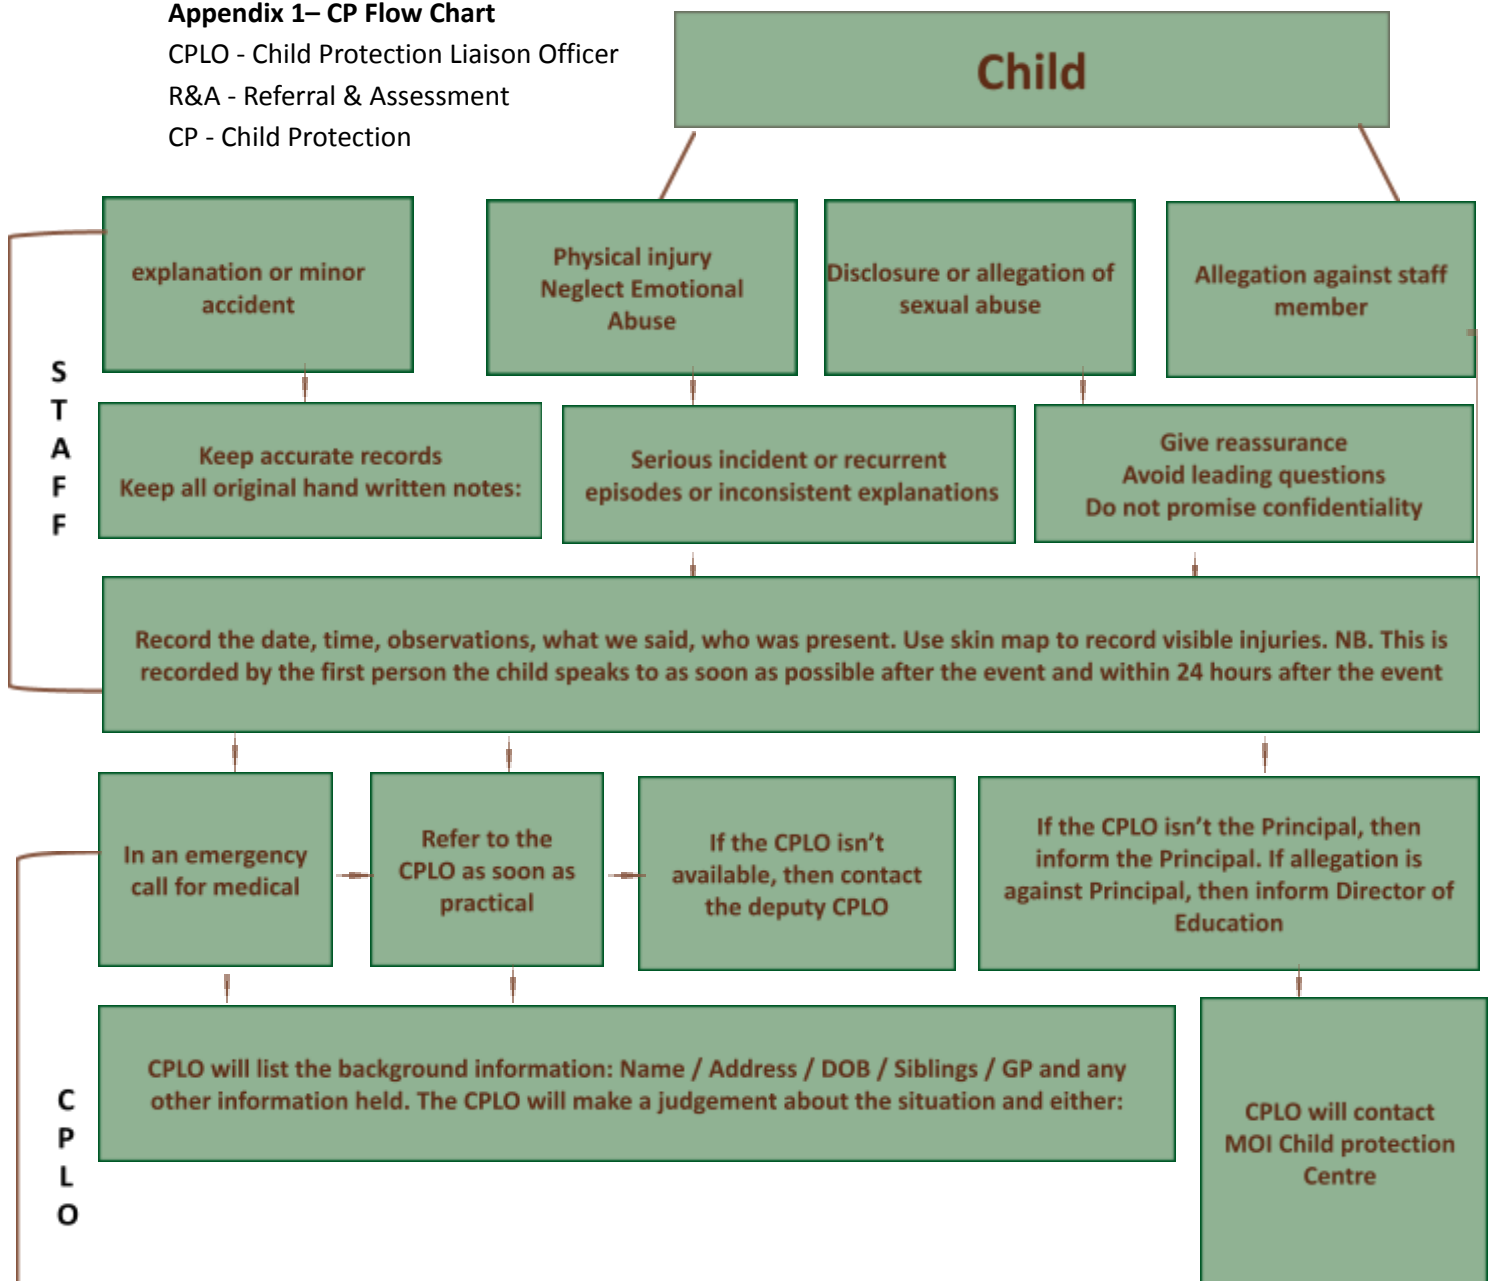 Appendix 1– CP Flow Chart
CPLO - Child Protection Liaison Officer
R&A - Referral & Assessment
CP - Child Protection
Child
explanation or minor
accident
Physical injury
Neglect Emotional
Abuse
Disclosure or allegation of
sexual abuse
Allegation against staff
member
S
T
A
F
F
Keep accurate records
Keep all original hand written notes:
Serious incident or recurrent
episodes or inconsistent explanations
Give reassurance
Avoid leading questions
Do not promise confidentiality
Record the date, time, observations, what we said, who was present. Use skin map to record visible injuries. NB. This is
recorded by the first person the child speaks to as soon as possible after the event and within 24 hours after the event
In an emergency
call for medical
Refer to the
CPLO as soon as
practical
If the CPLO isn’t
available, then contact
the deputy CPLO
If the CPLO isn’t the Principal, then
inform the Principal. If allegation is
against Principal, then inform Director of
Education
C
P
L
O
CPLO will list the background information: Name / Address / DOB / Siblings / GP and any
other information held. The CPLO will make a judgement about the situation and either:
CPLO will contact
MOI Child protection
Centre